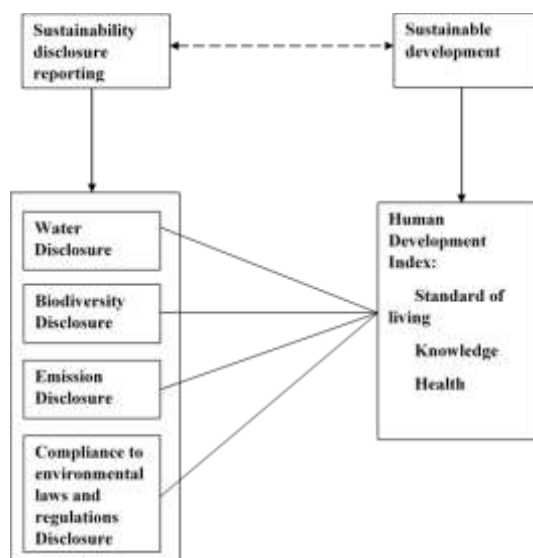 Sustainability
disclosure
reporting
Sustainable
development
Water
Disclosure
Biodiversity
Disclosure
Emission
Disclosure
Compliance to
environmental
laws and
regulations
Disclosure
Human
Development
Index:
Standard of
living
Knowledge
Health